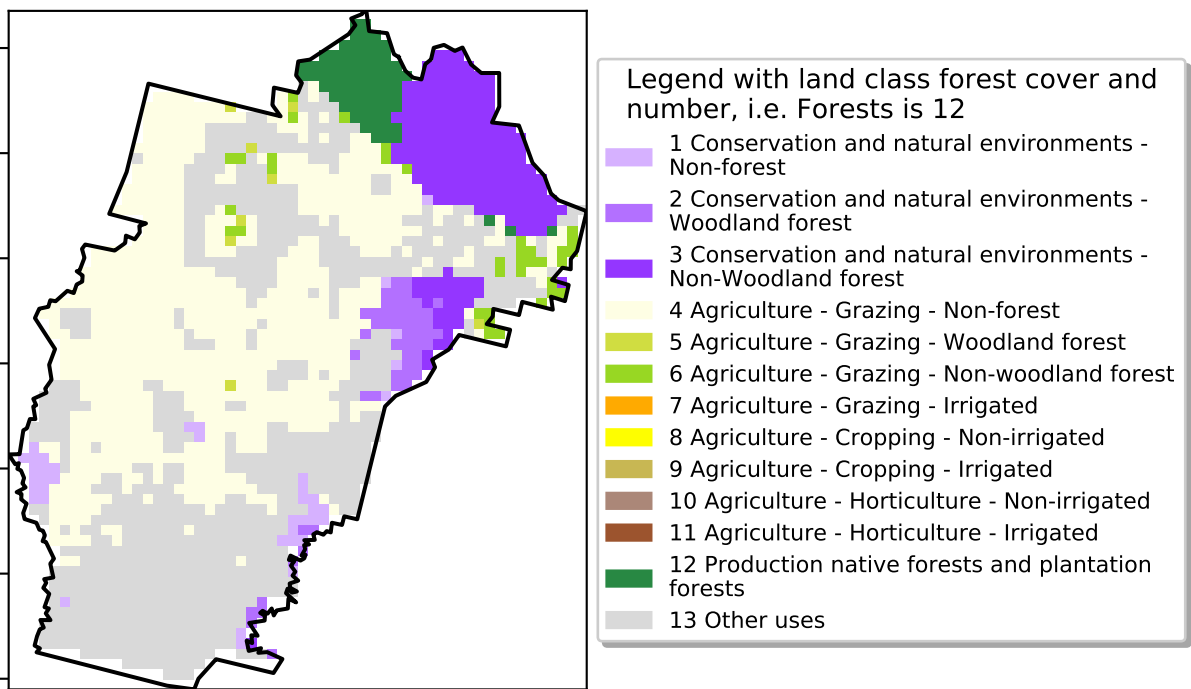 Legend with land class forest cover and
number, i.e. Forests is 12
1 Conservation and natural environments -
Non-forest
2 Conservation and natural environments -
Woodland forest
3 Conservation and natural environments -
Non-Woodland forest
4 Agriculture - Grazing - Non-forest
5 Agriculture - Grazing - Woodland forest
6 Agriculture - Grazing - Non-woodland forest
7 Agriculture - Grazing - Irrigated
8 Agriculture - Cropping - Non-irrigated
9 Agriculture - Cropping - Irrigated
10 Agriculture - Horticulture - Non-irrigated
11 Agriculture - Horticulture - Irrigated
12 Production native forests and plantation
forests
13 Other uses